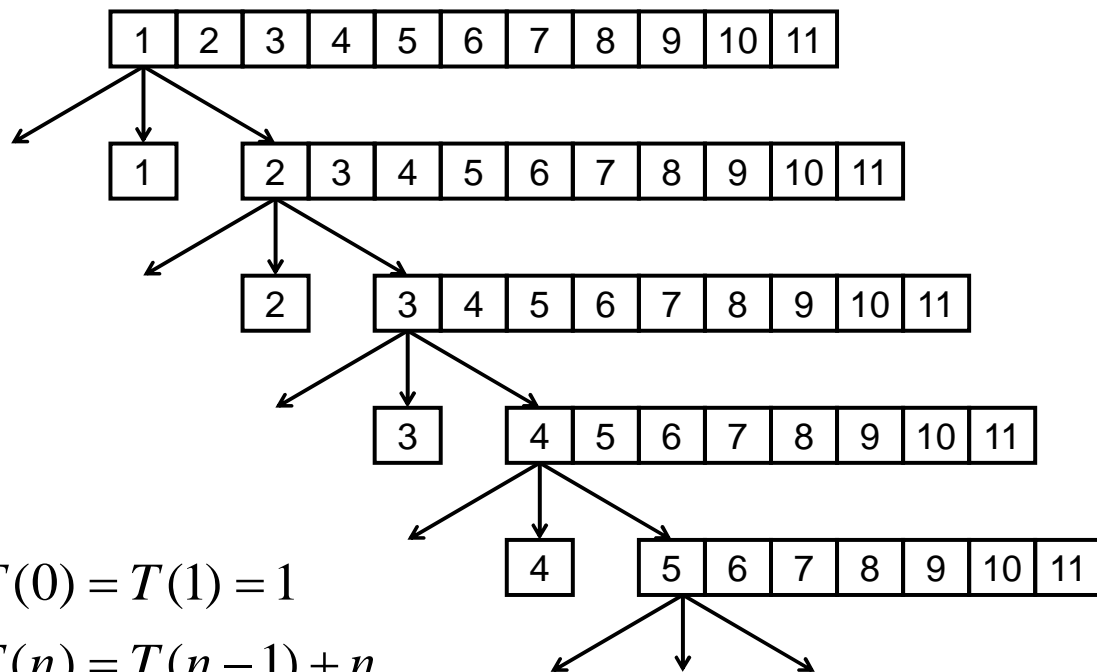 1 2 3 4 5 6 7 8 9 10 11
1 2 3 4 5 6 7 8 9 10 11
2 3 4 5 6 7 8 9 10 11
3 4 5 6 7 8 9 10 11
4 5 6 7 8 9 10 11
T(0) = T(1) = 1
T(n) = T(n − 1) + n